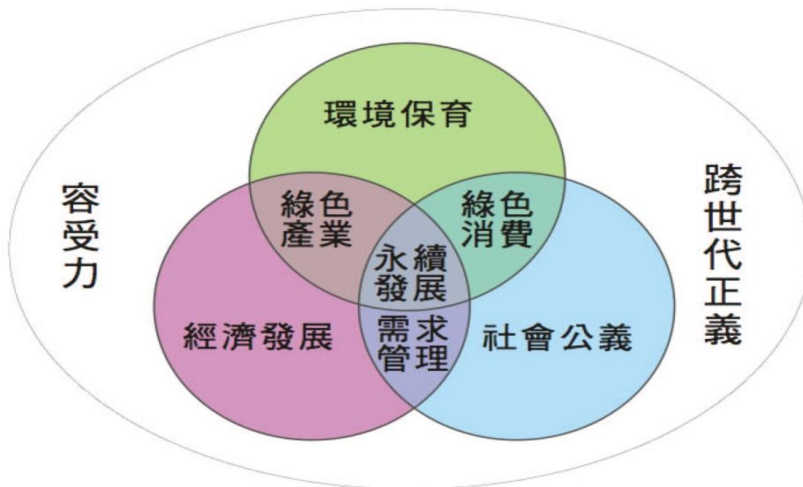 環境保育
容受力
跨世代正義
綠色
產業
綠色
消費
永續
發展
經濟發展
需求
管理
社會公義